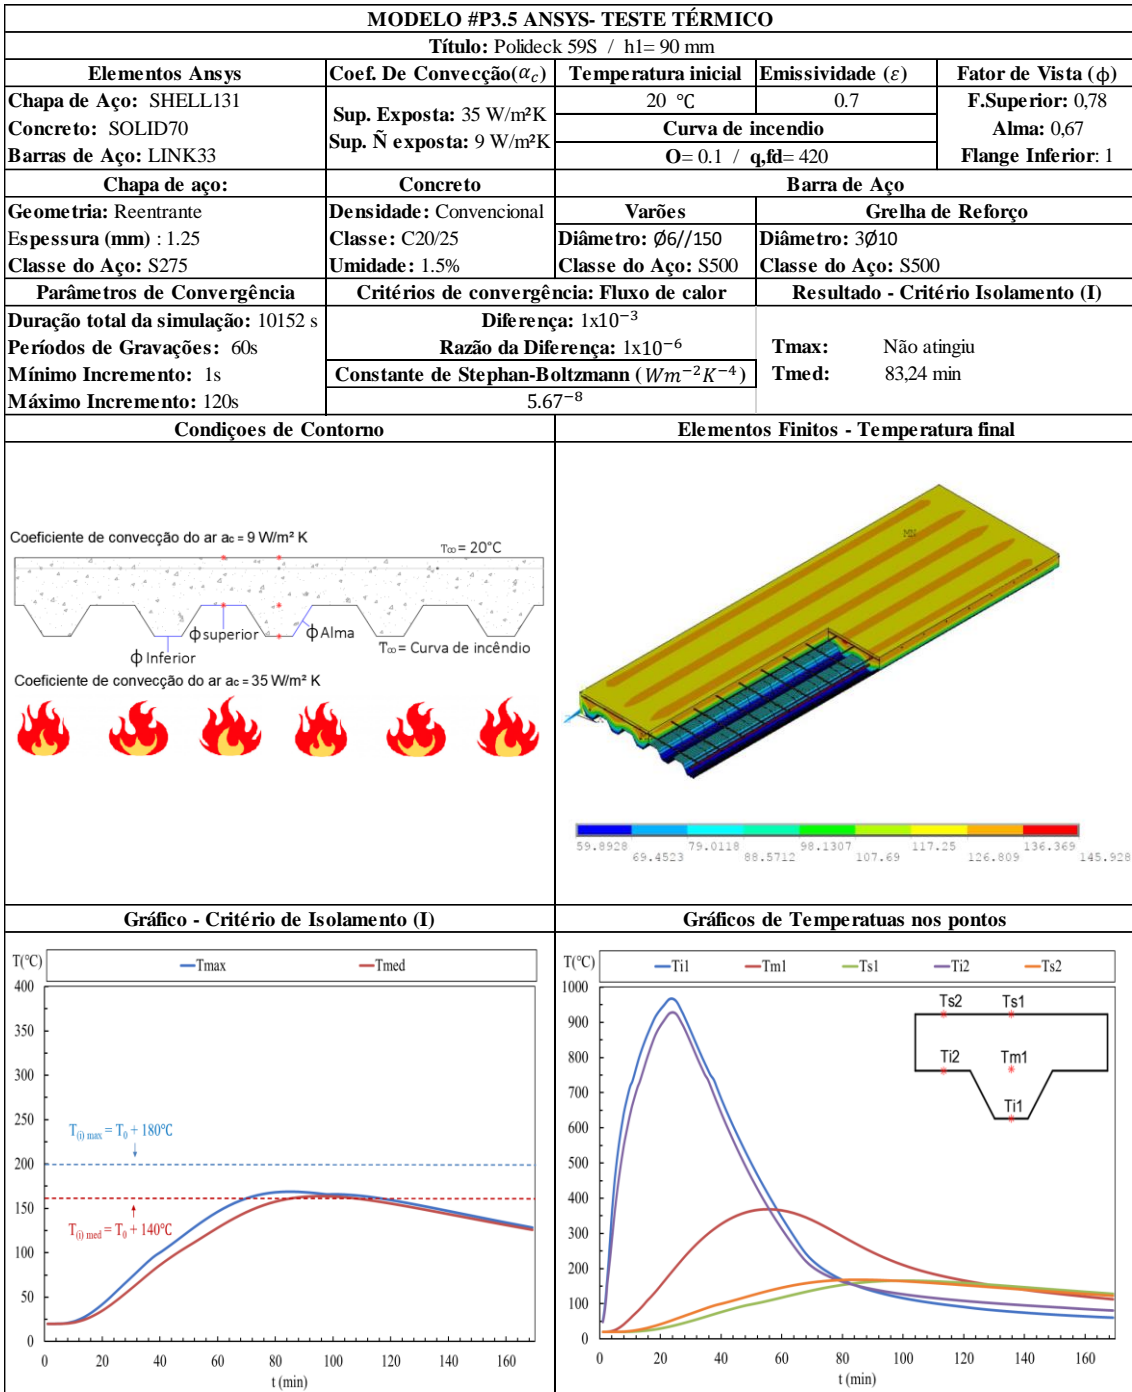 MODELO #P3.5 ANSYS- TESTE TÉRMICO
Título: Polideck 59S / h1= 90 mm
Elementos Ansys
Coef. De Convecção(α_c)
Temperatura inicial
Emissividade (ε)
Fator de Vista (ϕ)
Chapa de Aço: SHELL131
Concreto: SOLID70
Barras de Aço: LINK33
Sup. Exposta: 35 W/m²K
Sup. Ñ exposta: 9 W/m²K
20 °C
0.7
Curva de incendio
O= 0.1 / q,fd= 420
F.Superior: 0,78
Alma: 0,67
Flange Inferior: 1
Chapa de aço:
Concreto
Barra de Aço
Geometria: Reentrante
Espessura (mm) : 1.25
Classe do Aço: S275
Densidade: Convencional
Classe: C20/25
Umidade: 1.5%
Varões
Diâmetro: Ø6//150
Classe do Aço: S500
Grelha de Reforço
Diâmetro: 3Ø10
Classe do Aço: S500
Parâmetros de Convergência
Critérios de convergência: Fluxo de calor
Resultado - Critério Isolamento (I)
Duração total da simulação: 10152 s
Períodos de Gravações: 60s
Mínimo Incremento: 1s
Máximo Incremento: 120s
Diferença: 1x10⁻³
Razão da Diferença: 1x10⁻⁶
Constante de Stephan-Boltzmann (Wm⁻²K⁻⁴)
5.67⁻⁸
Tmax: Não atingiu
Tmed: 83,24 min
Condiçoes de Contorno
Elementos Finitos - Temperatura final
Coeficiente de convecção do ar ac = 9 W/m² K
T∞ = 20°C
ϕ superior
ϕ Alma
ϕ Inferior
T∞ = Curva de incêndio
Coeficiente de convecção do ar ac = 35 W/m² K
MX
59.8928
69.4523
79.0118
88.5712
98.1307
107.69
117.25
126.809
136.369
145.928
Gráfico - Critério de Isolamento (I)
Gráficos de Temperatuas nos pontos
T(°C)
Tmax
Tmed
400
350
300
250
200
150
100
50
0
T(i) max = T0 + 180°C
T(i) med = T0 + 140°C
0 20 40 60 80 100 120 140 160
t (min)
T(°C)
Ti1
Tm1
Ts1
Ti2
Ts2
1000
900
800
700
600
500
400
300
200
100
0
Ts2
Ts1
Ti2
Tm1
Ti1
0 20 40 60 80 100 120 140 160
t (min)